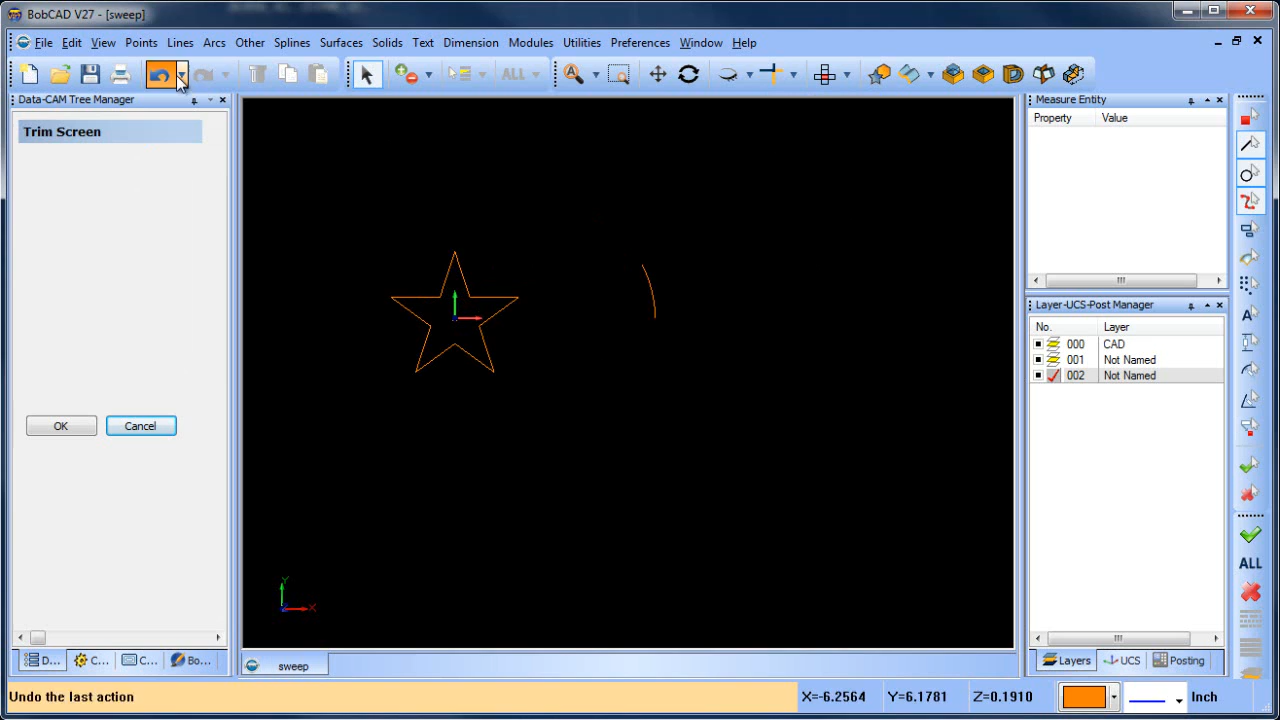 BobCAD V27 - [sweep]
File Edit View Points Lines Arcs Other Splines Surfaces Solids Text Dimension Modules Utilities Preferences Window Help
ALL
Data-CAM Tree Manager
Trim Screen
OK Cancel
D... C... C... Bo...
Y
X
sweep
Measure Entity
Property Value
Layer-UCS-Post Manager
No. Layer
000 CAD
001 Not Named
002 Not Named
Layers UCS Posting
A
ALL
Undo the last action
X=-6.2564 Y=6.1781 Z=0.1910 Inch